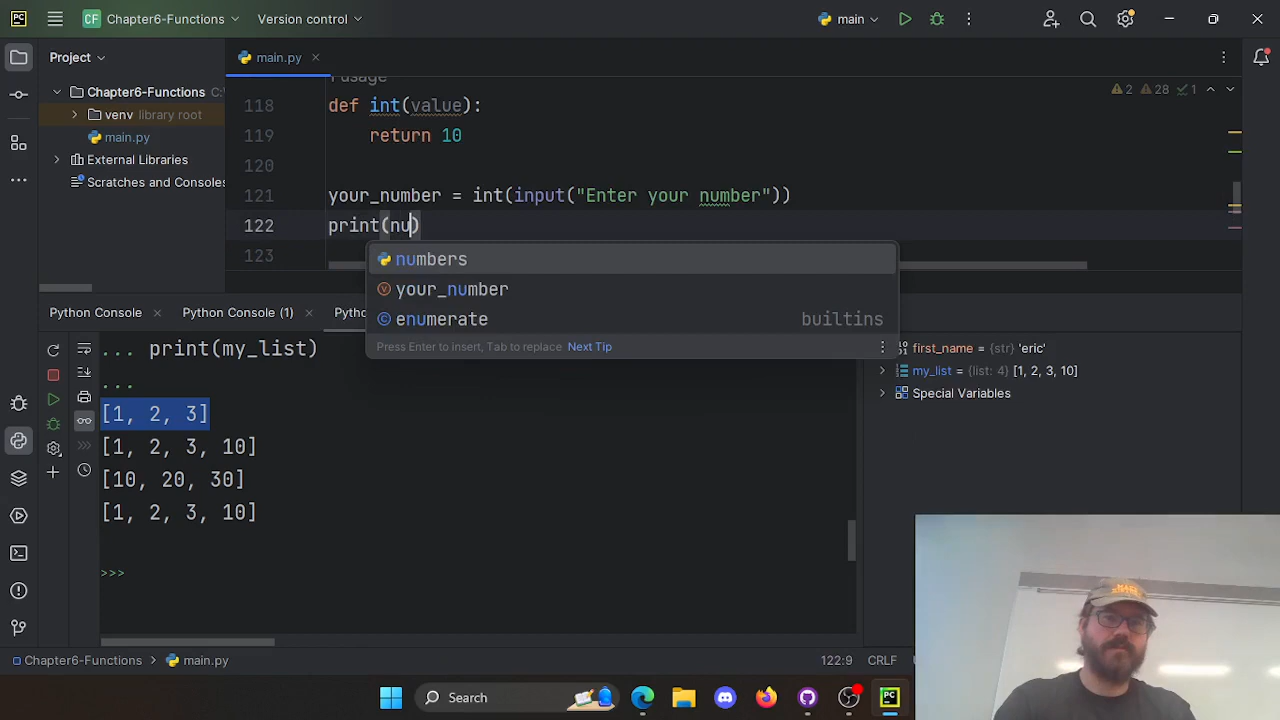 PC
CF Chapter6-Functions
Version control
main
Project
main.py
Chapter6-Functions C:\
venv library root
main.py
External Libraries
Scratches and Consoles
1 usage
2 28 1
118 def int(value):
119 return 10
120
121 your_number = int(input("Enter your number"))
122 print(nu)
123
numbers
your_number
enumerate builtins
Press Enter to insert, Tab to replace Next Tip
Python Console
Python Console (1)
Pytho
... print(my_list)
...
[1, 2, 3]
[1, 2, 3, 10]
[10, 20, 30]
[1, 2, 3, 10]
>>>
first_name = {str} 'eric'
my_list = {list: 4} [1, 2, 3, 10]
Special Variables
Chapter6-Functions
main.py
122:9 CRLF
Search
PC